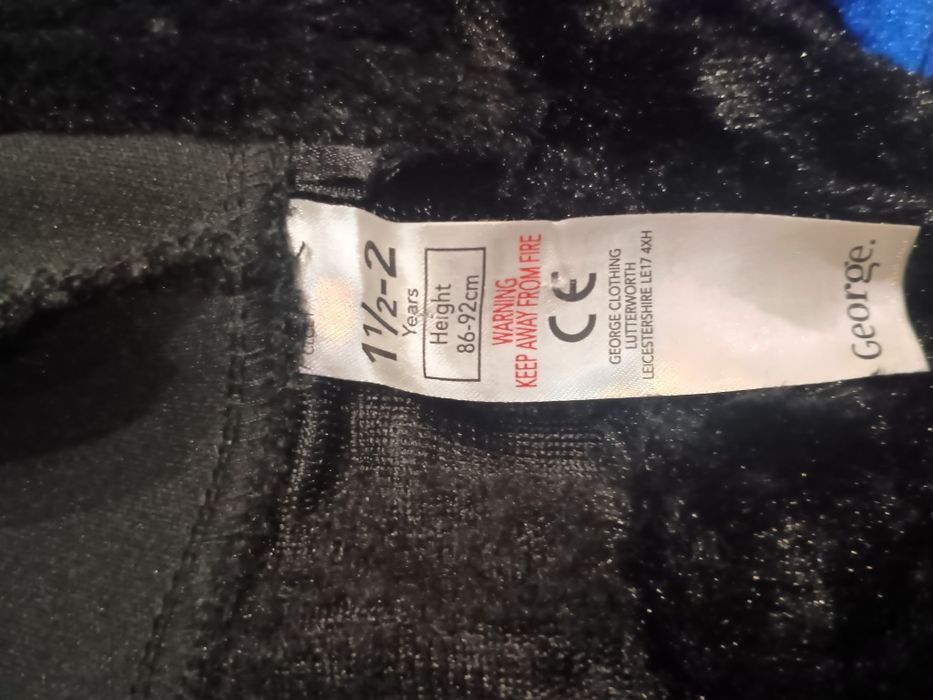 1½-2
Years
Height
86-92cm
WARNING
KEEP AWAY FROM FIRE
CE
GEORGE CLOTHING
LUTTERWORTH
LEICESTERSHIRE LE17 4XH
George.